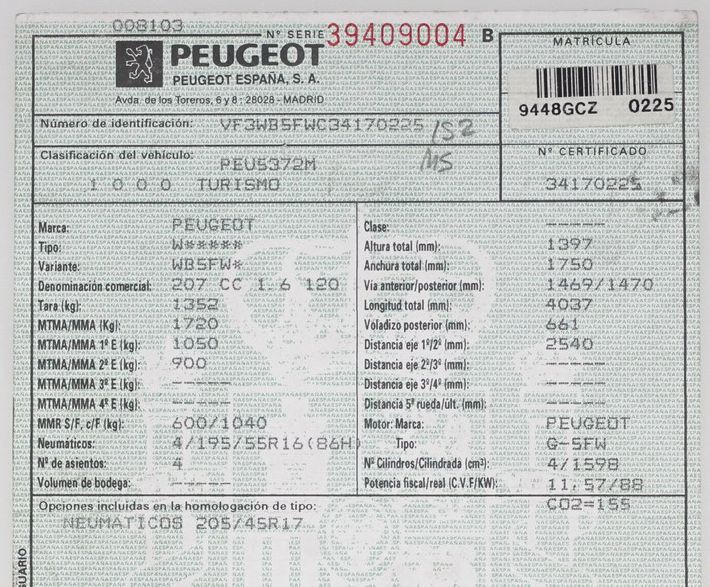 008103
Nº SERIE 39409004 B
PEUGEOT
PEUGEOT ESPAÑA, S. A.
Avda. de los Toreros, 6 y 8 : 28028 - MADRID
MATRÍCULA
9448GCZ 0225
Número de identificación: VF3WB5FWC34170225 /S2
Clasificación del vehículo: PEU5372M M5
1 0 0 0 TURISMO
Nº CERTIFICADO
34170225
Marca: PEUGEOT
Tipo: W*****
Variante: WB5FW*
Denominación comercial: 207 CC 1.6 120
Tara (kg): 1352
MTMA/MMA (Kg): 1720
MTMA/MMA 1º E (kg): 1050
MTMA/MMA 2º E (kg): 900
MTMA/MMA 3º E (kg): -----
MTMA/MMA 4º E (kg): -----
MMR S/F, c/F (kg): 600/1040
Neumáticos: 4/195/55R16(86H)
Nº de asientos: 4
Volumen de bodega: -----
Clase: -----
Altura total (mm): 1397
Anchura total (mm): 1750
Vía anterior/posterior (mm): 1469/1470
Longitud total (mm): 4037
Voladizo posterior (mm): 661
Distancia eje 1º/2º (mm): 2540
Distancia eje 2º/3º (mm): -----
Distancia eje 3º/4º (mm): -----
Distancia 5ª rueda/últ. (mm): -----
Motor: Marca: PEUGEOT
Tipo: G-5FW
Nº Cilindros/Cilindrada (cm³): 4/1598
Potencia fiscal/real (C.V.F/KW): 11,57/88
CO2=155
Opciones incluidas en la homologación de tipo:
NEUMATICOS 205/45R17